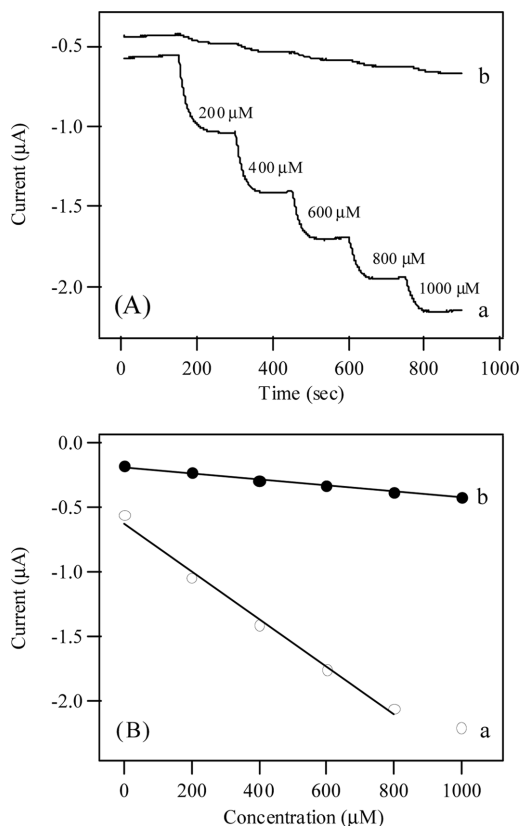 -0.5
-1.0
-1.5
-2.0
Current (µA)
b
200 µM
400 µM
600 µM
800 µM
1000 µM
(A)
a
0 200 400 600 800 1000
Time (sec)
0.0
-0.5
-1.0
-1.5
-2.0
Current (µA)
b
(B)
a
0 200 400 600 800 1000
Concentration (µM)